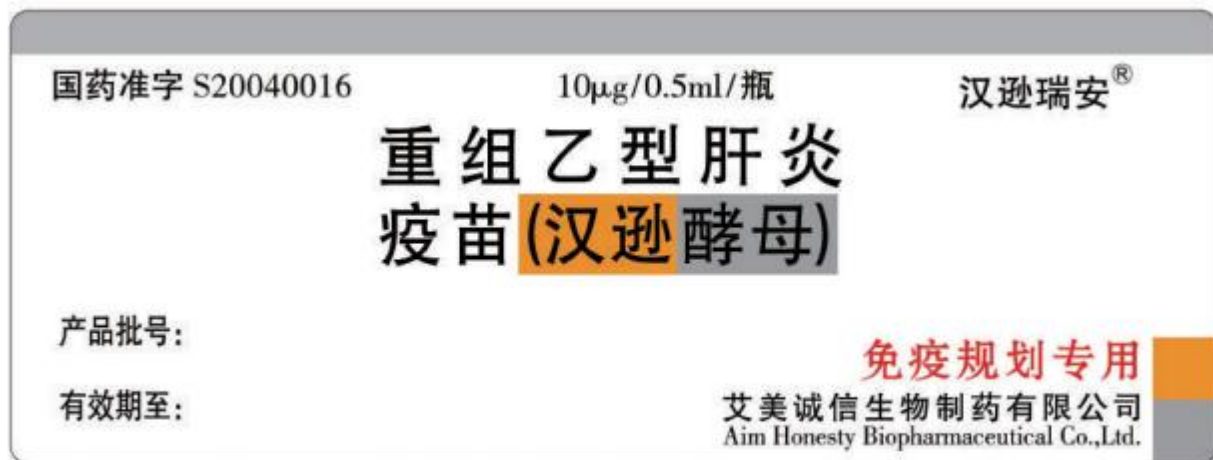 国药准字 S20040016 10μg/0.5ml/瓶 汉逊瑞安®
重组乙型肝炎
疫苗(汉逊酵母)
产品批号：
有效期至：
免疫规划专用
艾美诚信生物制药有限公司
Aim Honesty Biopharmaceutical Co.,Ltd.